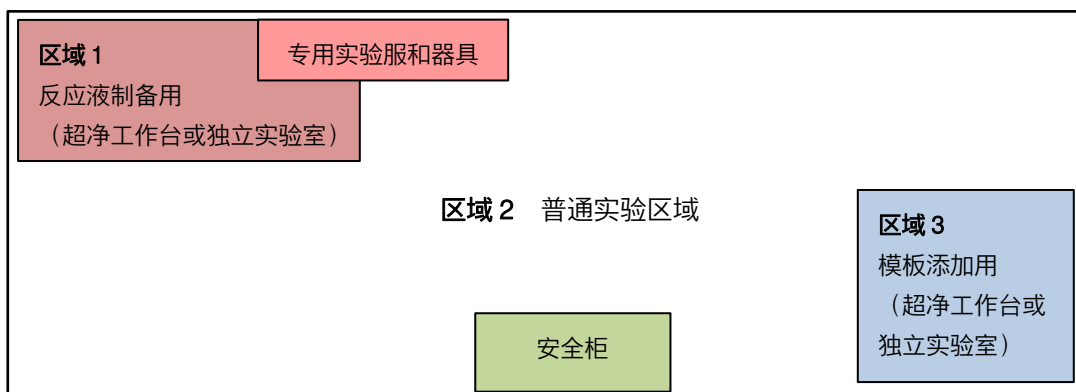 区域 1
反应液制备用
（超净工作台或独立实验室）
专用实验服和器具
区域 2 普通实验区域
区域 3
模板添加用
（超净工作台或
独立实验室）
安全柜